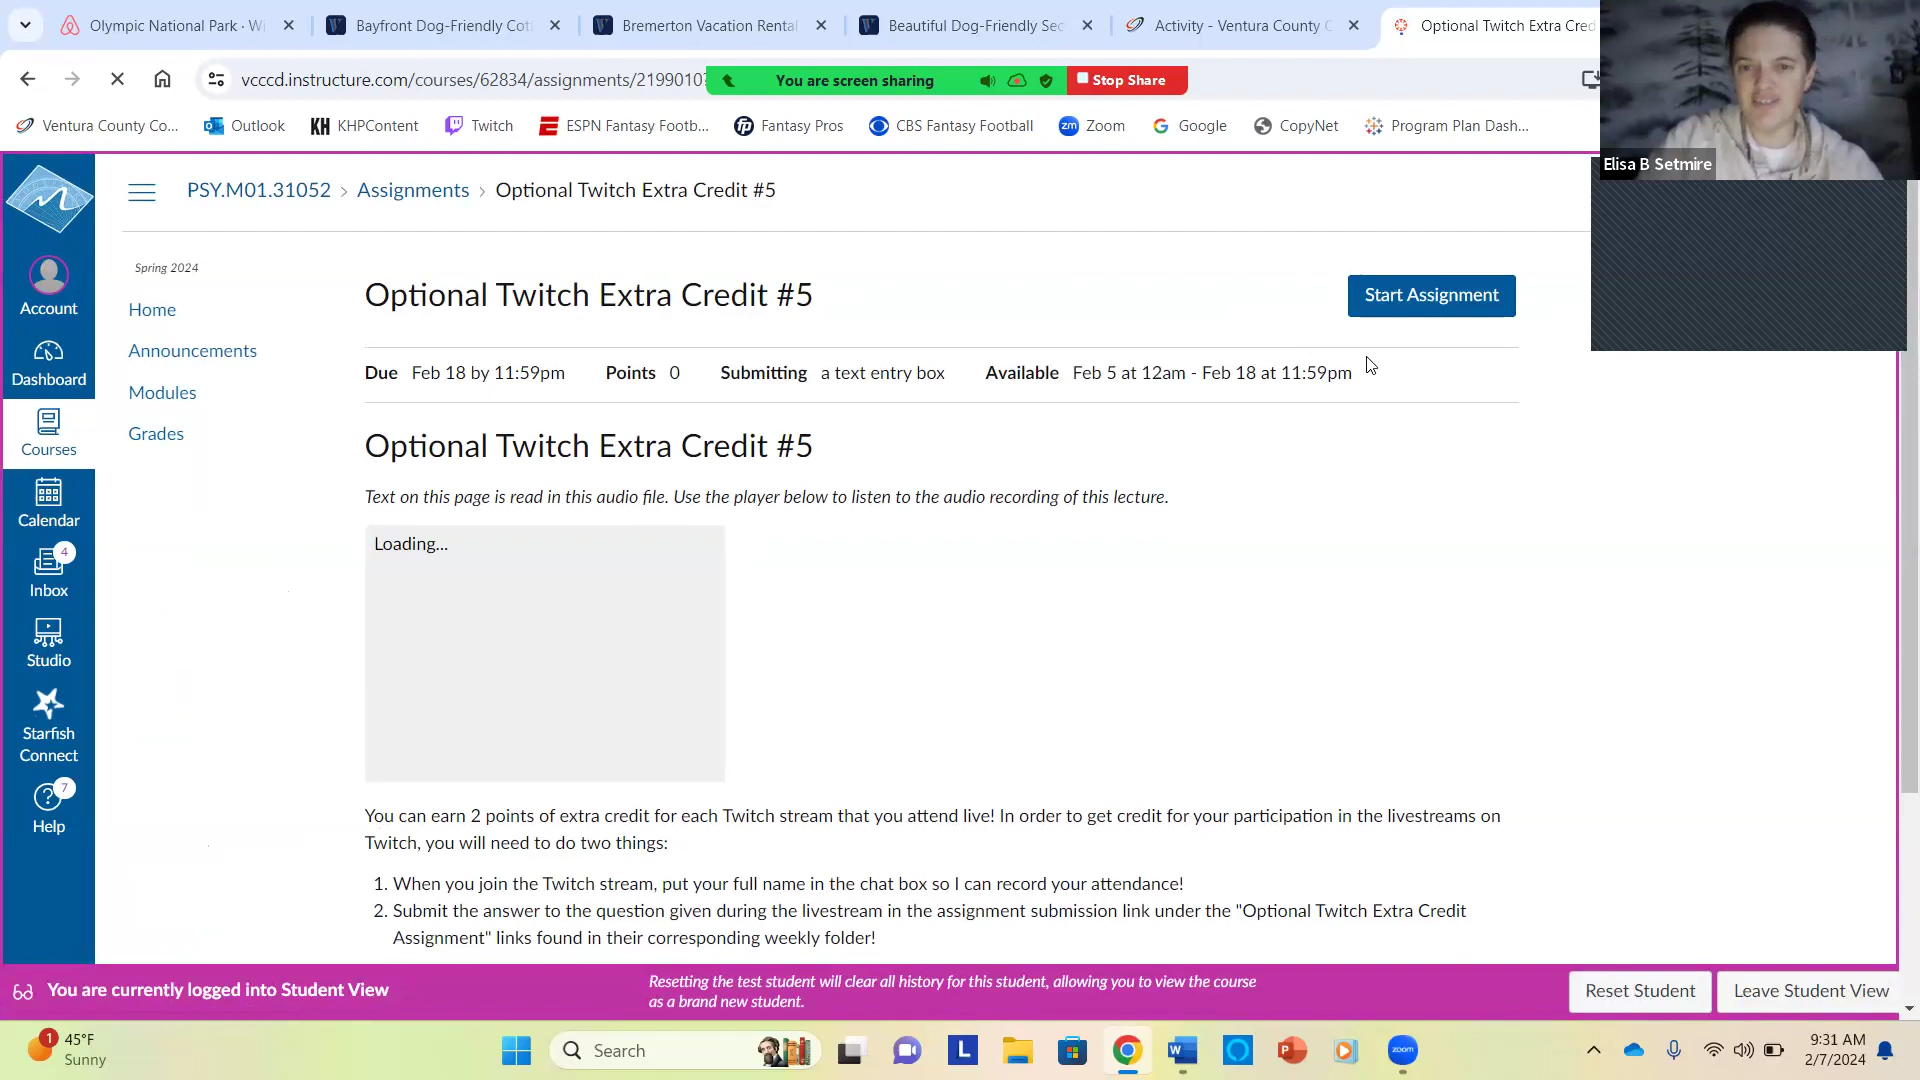 Olympic National Park · Wi
Bayfront Dog-Friendly Cott
Bremerton Vacation Rental
Beautiful Dog-Friendly Sec
Activity - Ventura County C
Optional Twitch Extra Cred
vcccd.instructure.com/courses/62834/assignments/2199010
You are screen sharing
Stop Share
Ventura County Co...
Outlook
KH KHPContent
Twitch
ESPN Fantasy Footb...
fp Fantasy Pros
CBS Fantasy Football
zm Zoom
Google
CopyNet
Program Plan Dash...
Elisa B Setmire
PSY.M01.31052 › Assignments › Optional Twitch Extra Credit #5
Account
Dashboard
Courses
Calendar
4
Inbox
Studio
Starfish
Connect
7
Help
Spring 2024
Home
Announcements
Modules
Grades
Optional Twitch Extra Credit #5
Start Assignment
Due Feb 18 by 11:59pm Points 0 Submitting a text entry box Available Feb 5 at 12am - Feb 18 at 11:59pm
Optional Twitch Extra Credit #5
Text on this page is read in this audio file. Use the player below to listen to the audio recording of this lecture.
Loading...
You can earn 2 points of extra credit for each Twitch stream that you attend live! In order to get credit for your participation in the livestreams on
Twitch, you will need to do two things:
1. When you join the Twitch stream, put your full name in the chat box so I can record your attendance!
2. Submit the answer to the question given during the livestream in the assignment submission link under the "Optional Twitch Extra Credit
Assignment" links found in their corresponding weekly folder!
You are currently logged into Student View
Resetting the test student will clear all history for this student, allowing you to view the course
as a brand new student.
Reset Student
Leave Student View
1
45°F
Sunny
Search
L
W
P
zoom
9:31 AM
2/7/2024